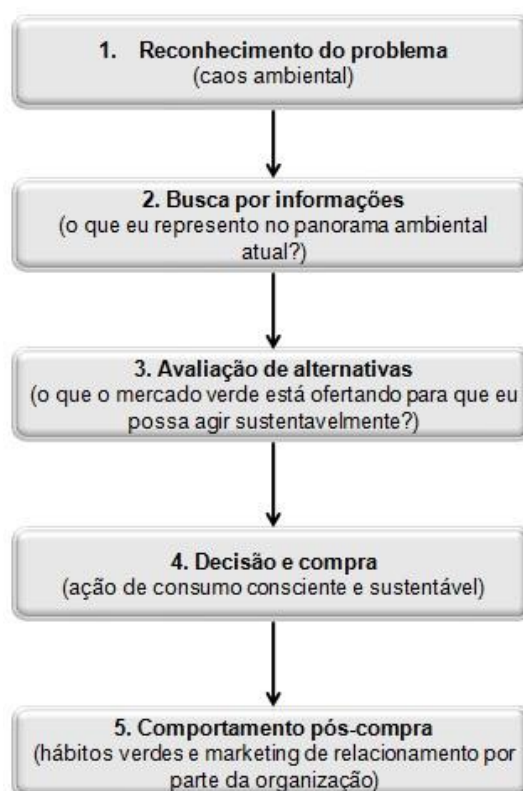 1. Reconhecimento do problema
(caos ambiental)
2. Busca por informações
(o que eu represento no panorama ambiental
atual?)
3. Avaliação de alternativas
(o que o mercado verde está ofertando para que eu
possa agir sustentavelmente?)
4. Decisão e compra
(ação de consumo consciente e sustentável)
5. Comportamento pós-compra
(hábitos verdes e marketing de relacionamento por
parte da organização)